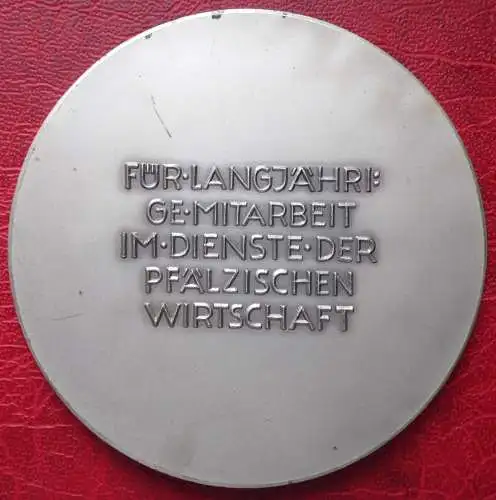 FÜR·LANGJÄHRI:
GE·MITARBEIT
IM·DIENSTE·DER
PFÄLZISCHEN
WIRTSCHAFT